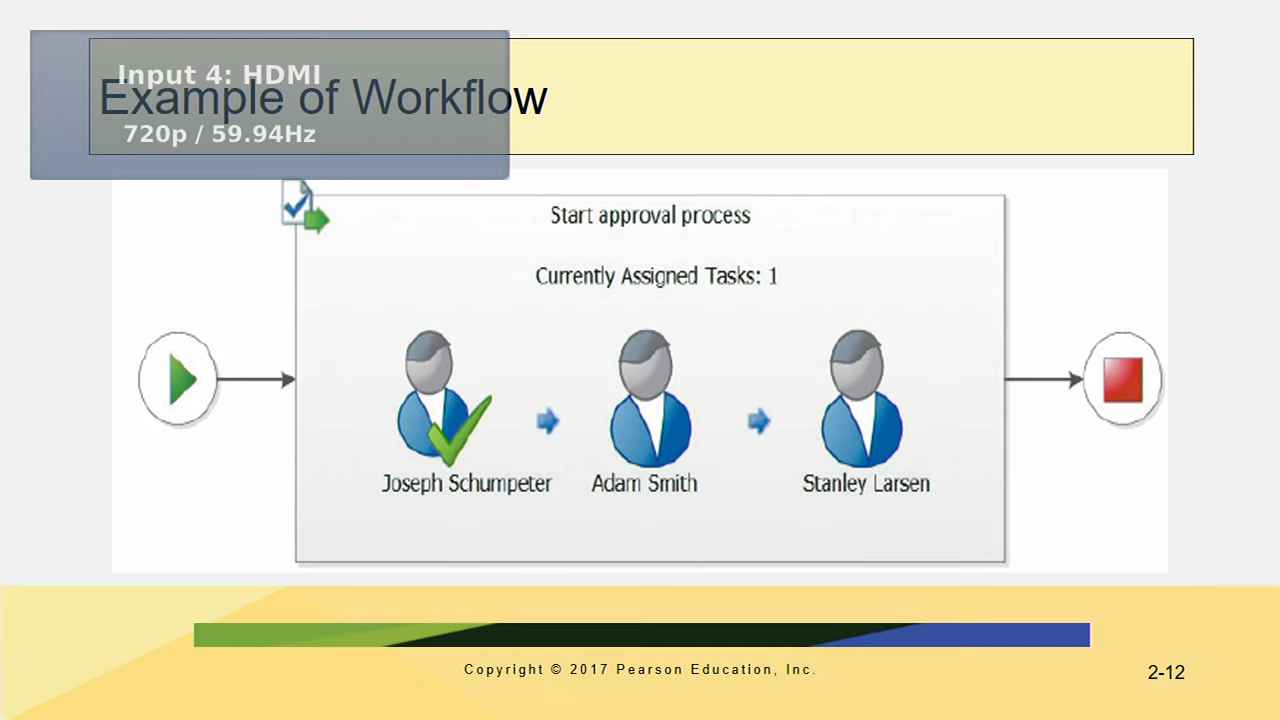 Input 4: HDMI
Example of Workflow
720p / 59.94Hz
Start approval process
Currently Assigned Tasks: 1
Joseph Schumpeter
Adam Smith
Stanley Larsen
Copyright © 2017 Pearson Education, Inc.
2-12